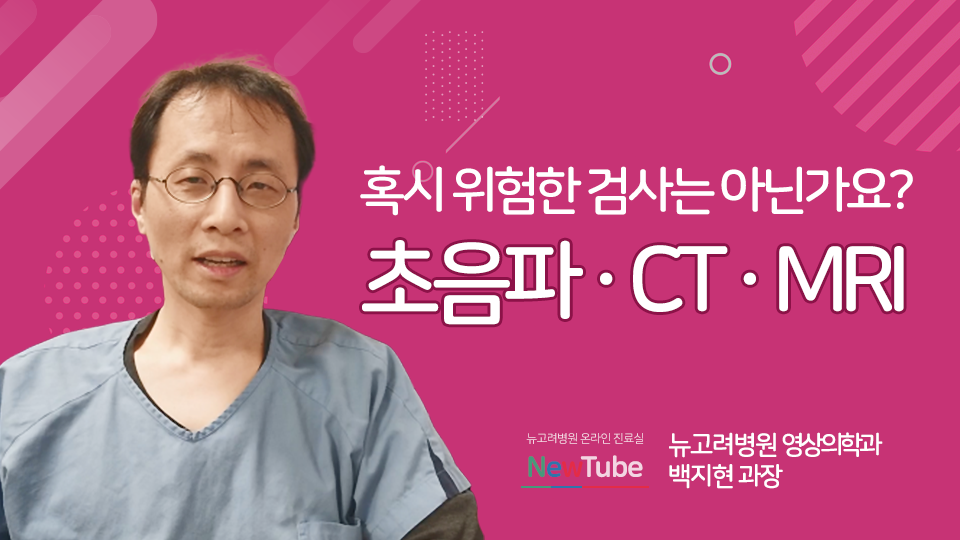 혹시 위험한 검사는 아닌가요?
초음파 · CT · MRI
뉴고려병원 온라인 진료실
NewTube
뉴고려병원 영상의학과
백지현 과장